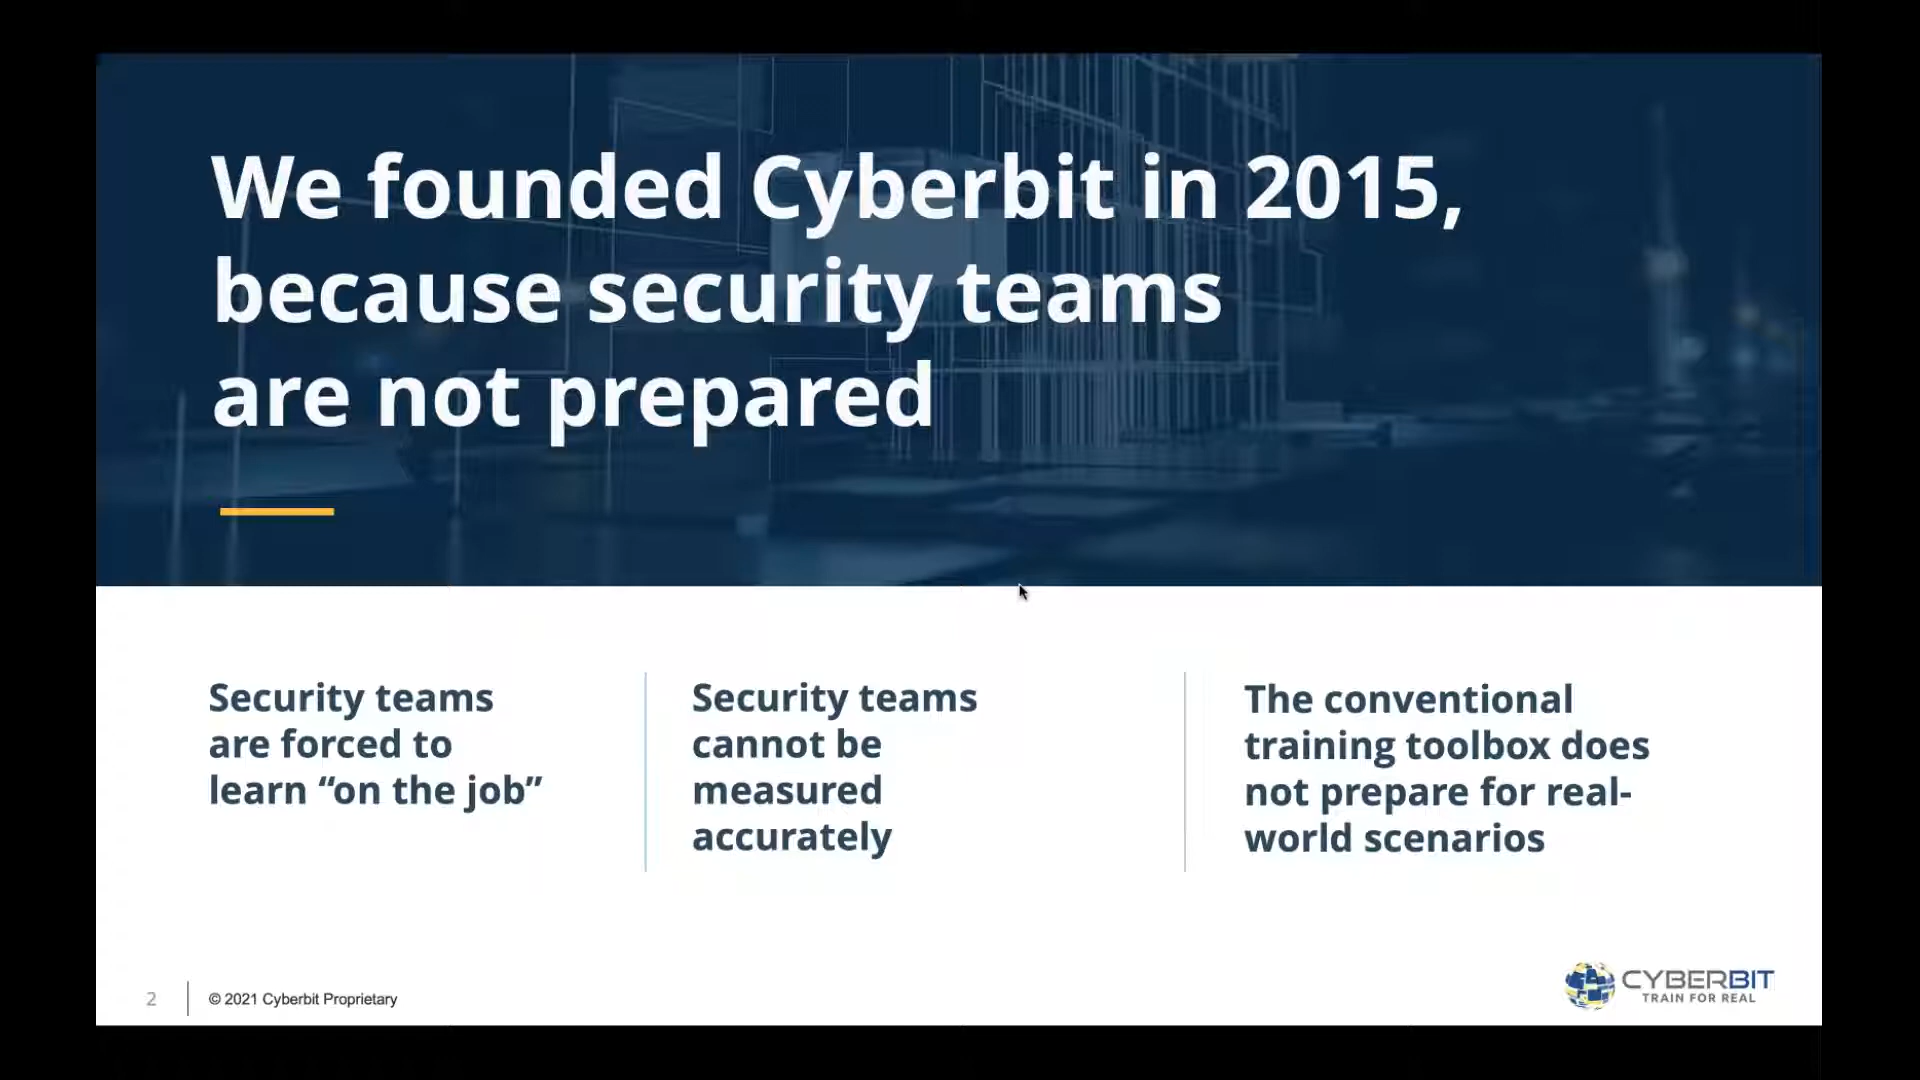 We founded Cyberbit in 2015,
because security teams
are not prepared
Security teams
are forced to
learn “on the job”
Security teams
cannot be
measured
accurately
The conventional
training toolbox does
not prepare for real-
world scenarios
2
© 2021 Cyberbit Proprietary
CYBERBIT
TRAIN FOR REAL